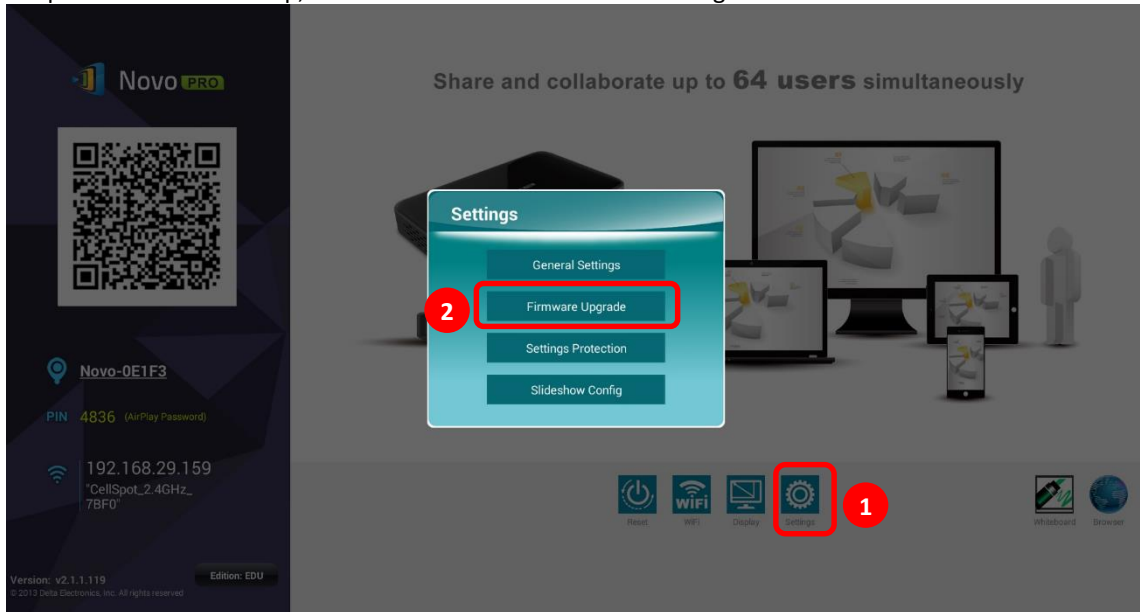 Novo PRO
Share and collaborate up to 64 users simultaneously
Settings
General Settings
2
Firmware Upgrade
Settings Protection
Slideshow Config
Novo-0E1F3
PIN 4836 (AirPlay Password)
192.168.29.159
"CellSpot_2.4GHz_
7BF0"
WiFi
1
Reset
WiFi
Display
Settings
Whiteboard
Browser
Version: v2.1.1.119
Edition: EDU
© 2013 Delta Electronics, Inc. All rights reserved